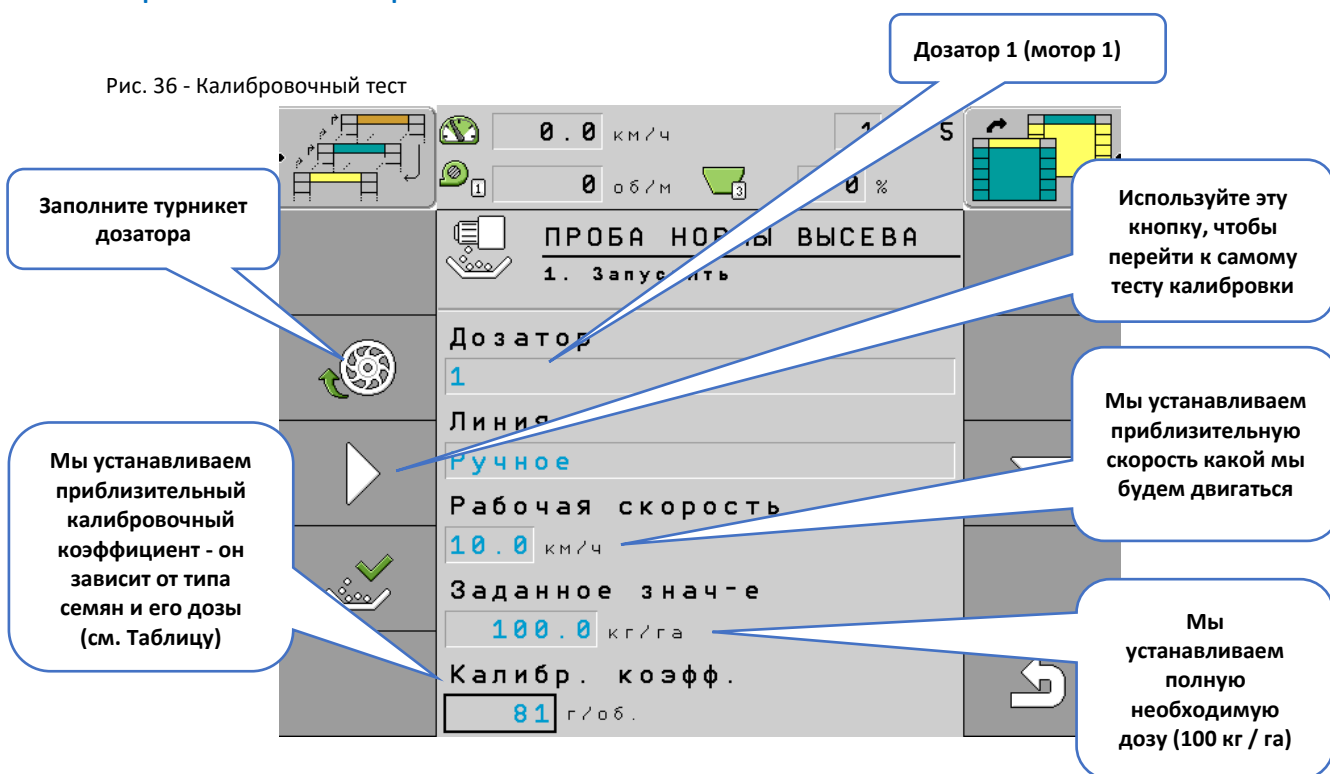 Дозатор 1 (мотор 1)
Рис. 36 - Калибровочный тест
0.0 км/ч
5
1
0 об/м
3
0 %
Заполните турникет
дозатора
ПРОБА НОРМЫ ВЫСЕВА
1. Запустить
Используйте эту
кнопку, чтобы
перейти к самому
тесту калибровки
Дозатор
1
Линия
Ручное
Рабочая скорость
10.0 км/ч
Заданное знач-е
100.0 кг/га
Калибр. коэфф.
81 г/об.
Мы устанавливаем
приблизительный
калибровочный
коэффициент - он
зависит от типа
семян и его дозы
(см. Таблицу)
Мы устанавливаем
приблизительную
скорость какой мы
будем двигаться
Мы
устанавливаем
полную
необходимую
дозу (100 кг / га)